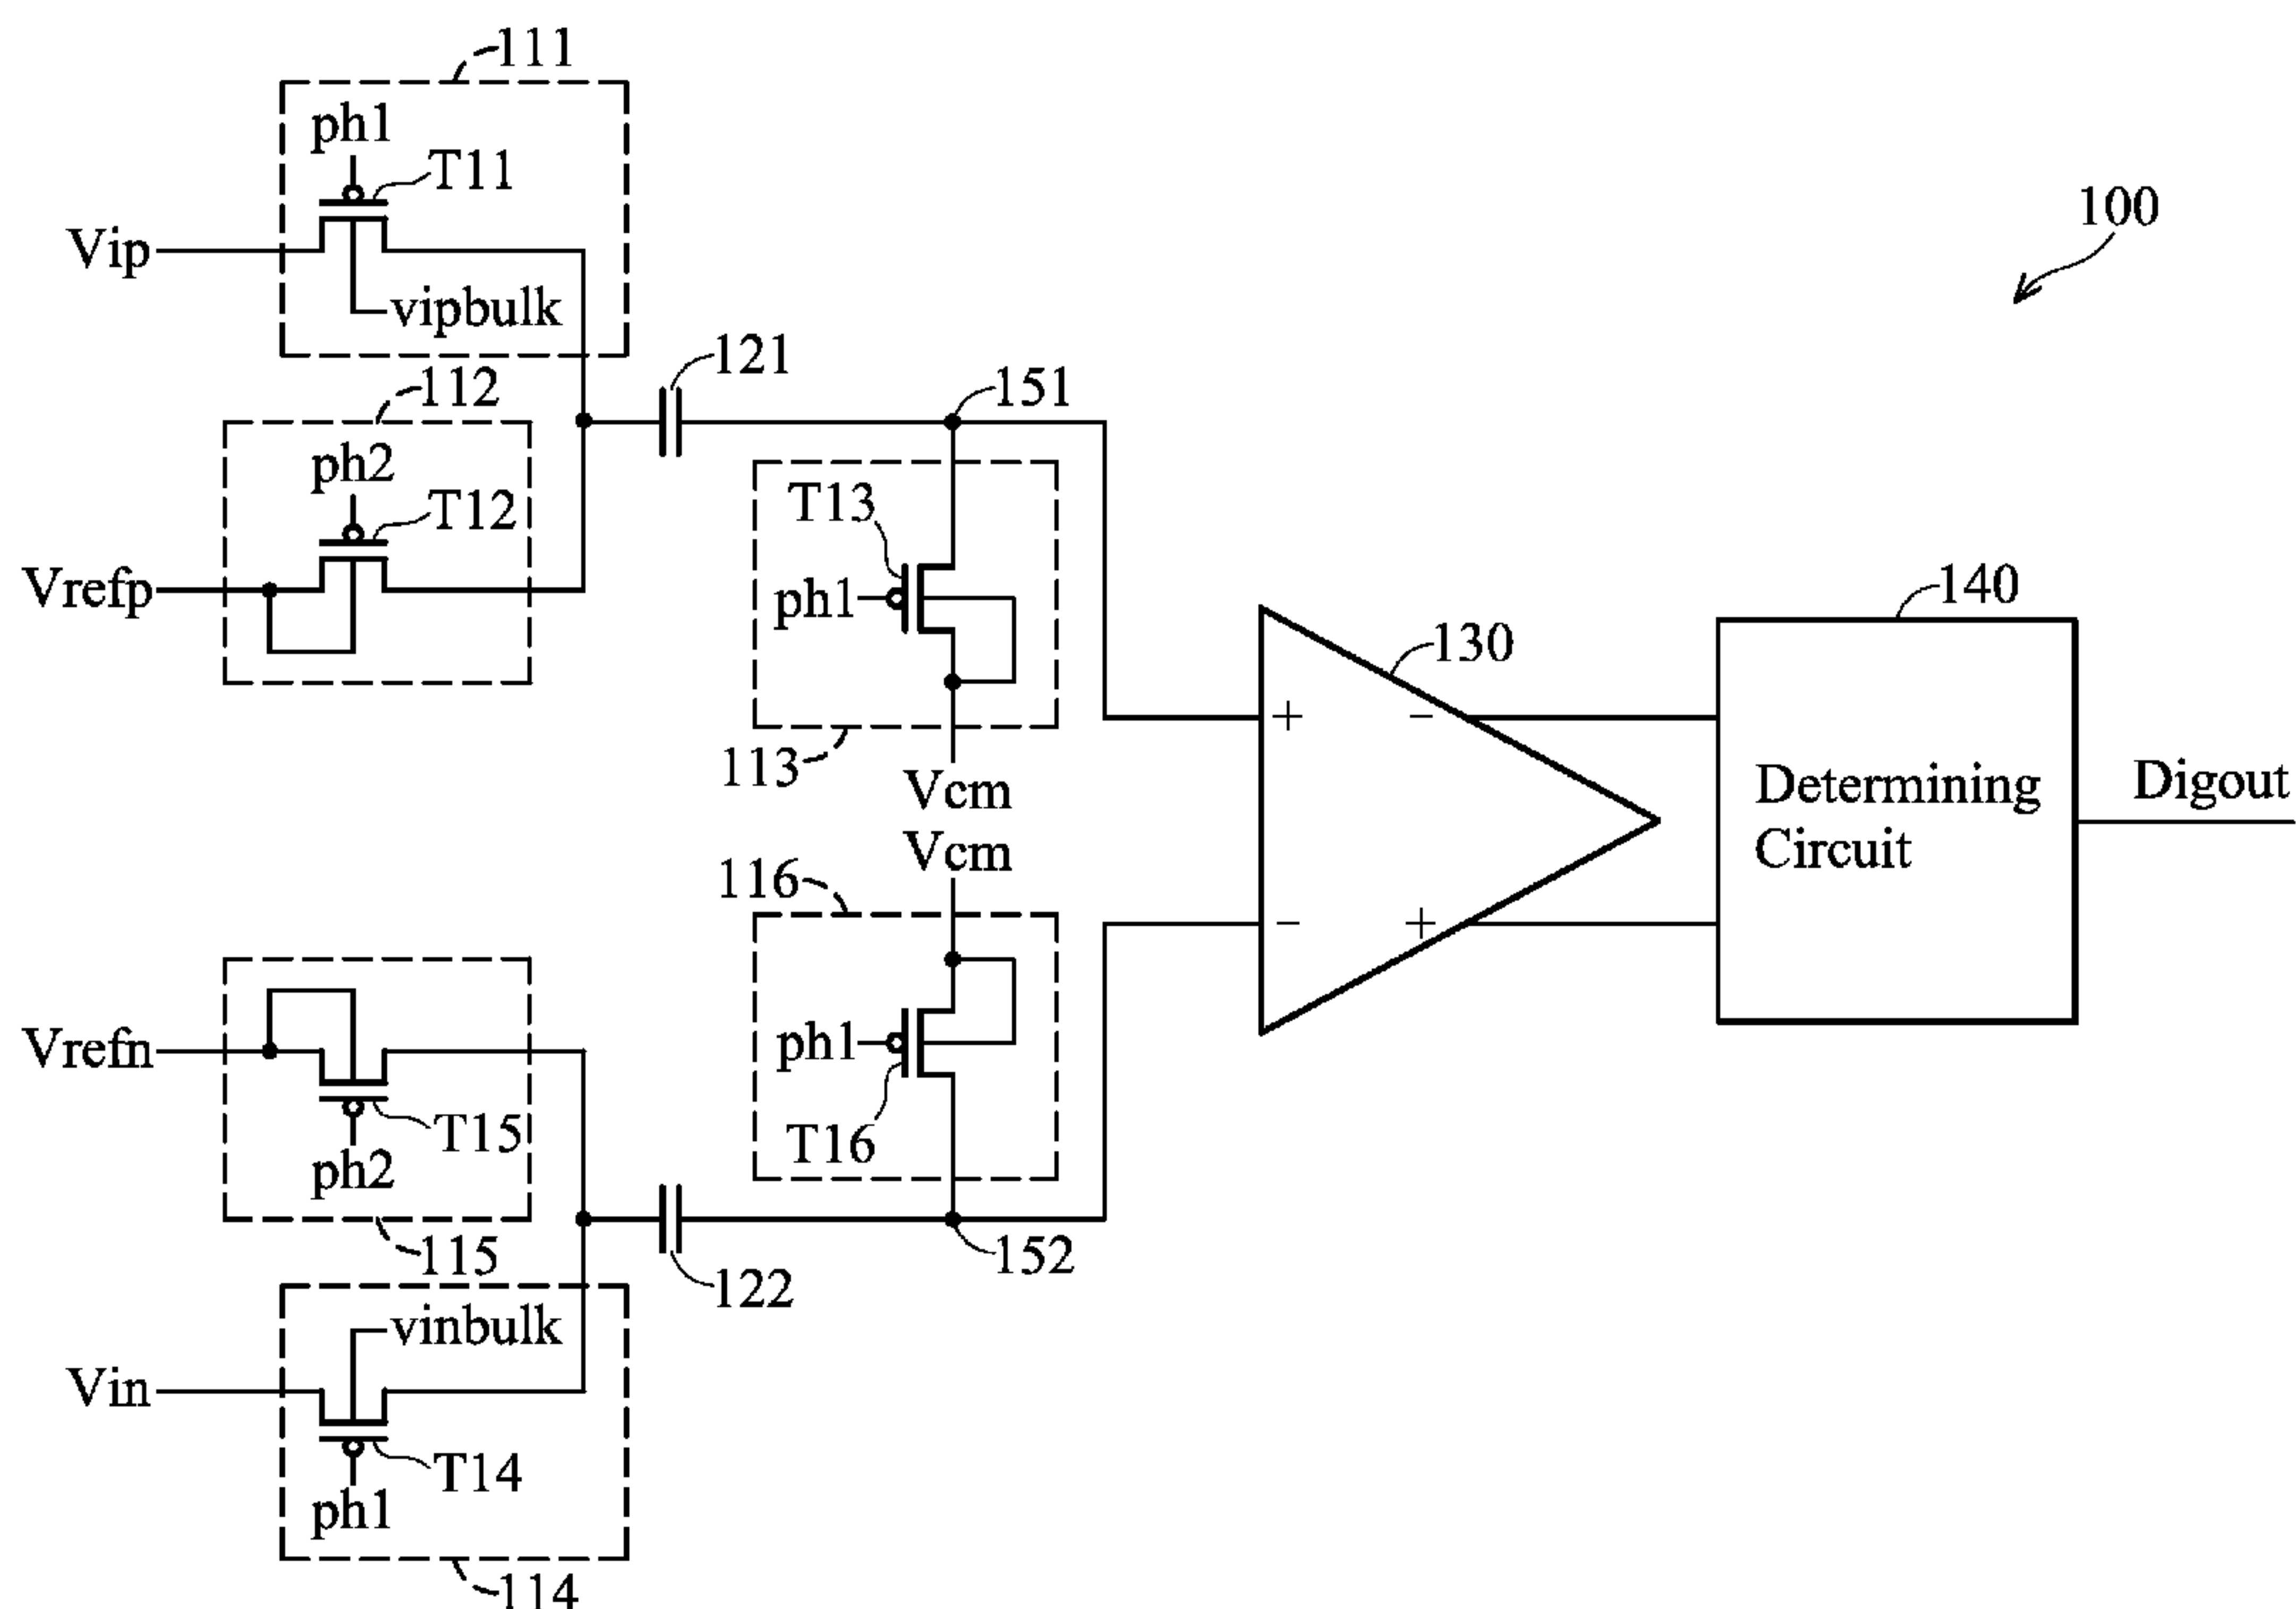 111
ph1
T11
Vip
vipbulk
100
112
ph2
T12
Vrefp
121
151
T13
ph1
113
Vcm
130
+
−
−
+
140
Determining
Circuit
Digout
Vcm
116
ph1
T16
Vrefn
T15
ph2
115
122
152
vinbulk
Vin
T14
ph1
114